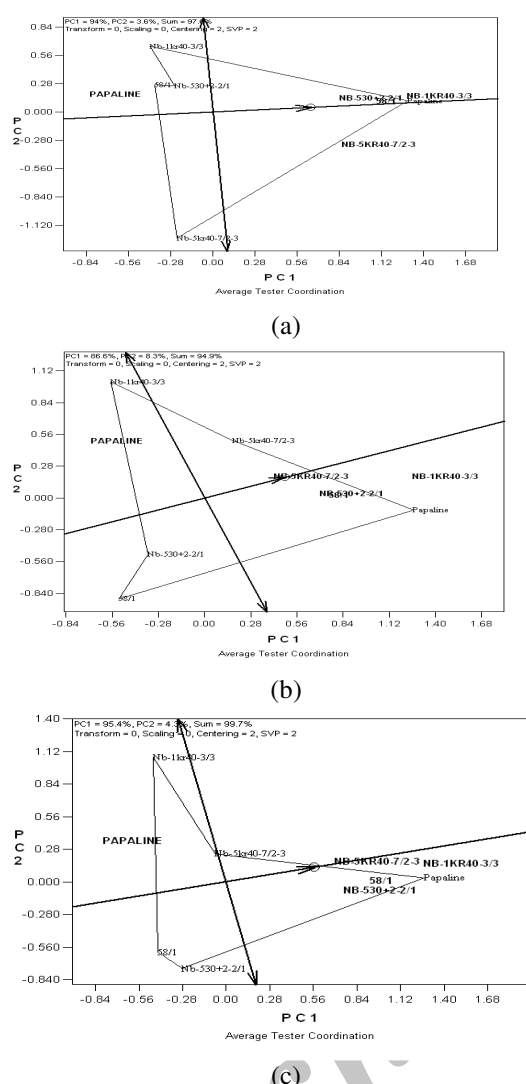 PC1 = 94%, PC2 = 3.6%, Sum = 97.
Transform = 0, Scaling = 0, Centering = 2, SVP = 2
0.84
0.56
0.28
0.00
-0.280
-0.560
-0.840
-1.120
PC2
Nb-1kr40-3/3
58/1
Nb-530+2-2/1
PAPALINE
NB-530+2-2/1
58/1
NB-1KR40-3/3
Papaline
NB-5KR40-7/2-3
Nb-5kr40-7/2-3
-0.84 -0.56 -0.28 0.00 0.28 0.56 0.84 1.12 1.40 1.68
PC1
Average Tester Coordination
(a)
PC1 = 86.6%, PC2 = 8.3%, Sum = 94.9%
Transform = 0, Scaling = 0, Centering = 2, SVP = 2
1.12
0.84
0.56
0.28
0.00
-0.280
-0.560
-0.840
PC2
Nb-1kr40-3/3
PAPALINE
Nb-5kr40-7/2-3
NB-5KR40-7/2-3
NB-1KR40-3/3
NB-530+2-2/1
58/1
Papaline
Nb-530+2-2/1
58/1
-0.84 -0.56 -0.28 0.00 0.28 0.56 0.84 1.12 1.40 1.68
PC1
Average Tester Coordination
(b)
PC1 = 95.4%, PC2 = 4.3%, Sum = 99.7%
Transform = 0, Scaling = 0, Centering = 2, SVP = 2
1.40
1.12
0.84
0.56
0.28
0.00
-0.280
-0.560
-0.840
PC2
Nb-1kr40-3/3
PAPALINE
Nb-5kr40-7/2-3
NB-5KR40-7/2-3
NB-1KR40-3/3
58/1
Papaline
NB-530+2-2/1
58/1
Nb-530+2-2/1
-0.84 -0.56 -0.28 0.00 0.28 0.56 0.84 1.12 1.40 1.68
PC1
Average Tester Coordination
(c)